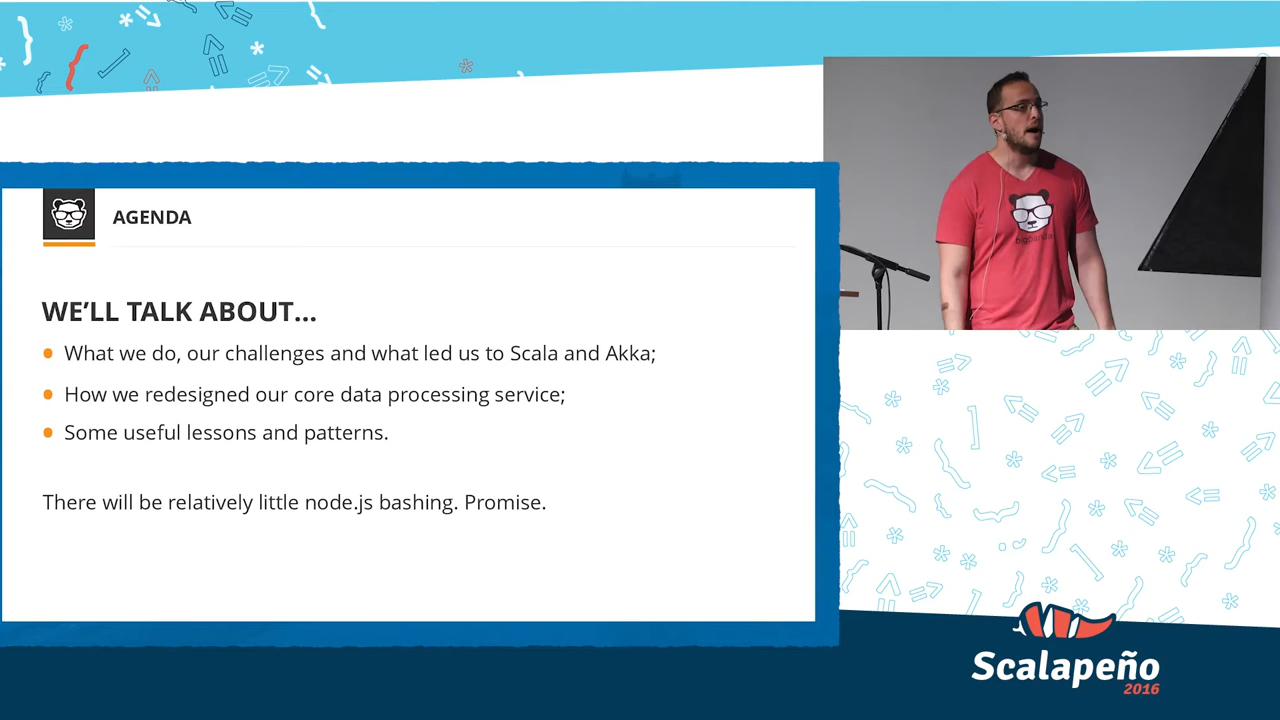 AGENDA
WE'LL TALK ABOUT...
What we do, our challenges and what led us to Scala and Akka;
How we redesigned our core data processing service;
Some useful lessons and patterns.
There will be relatively little node.js bashing. Promise.
bigpanda
Scalapeño
2016